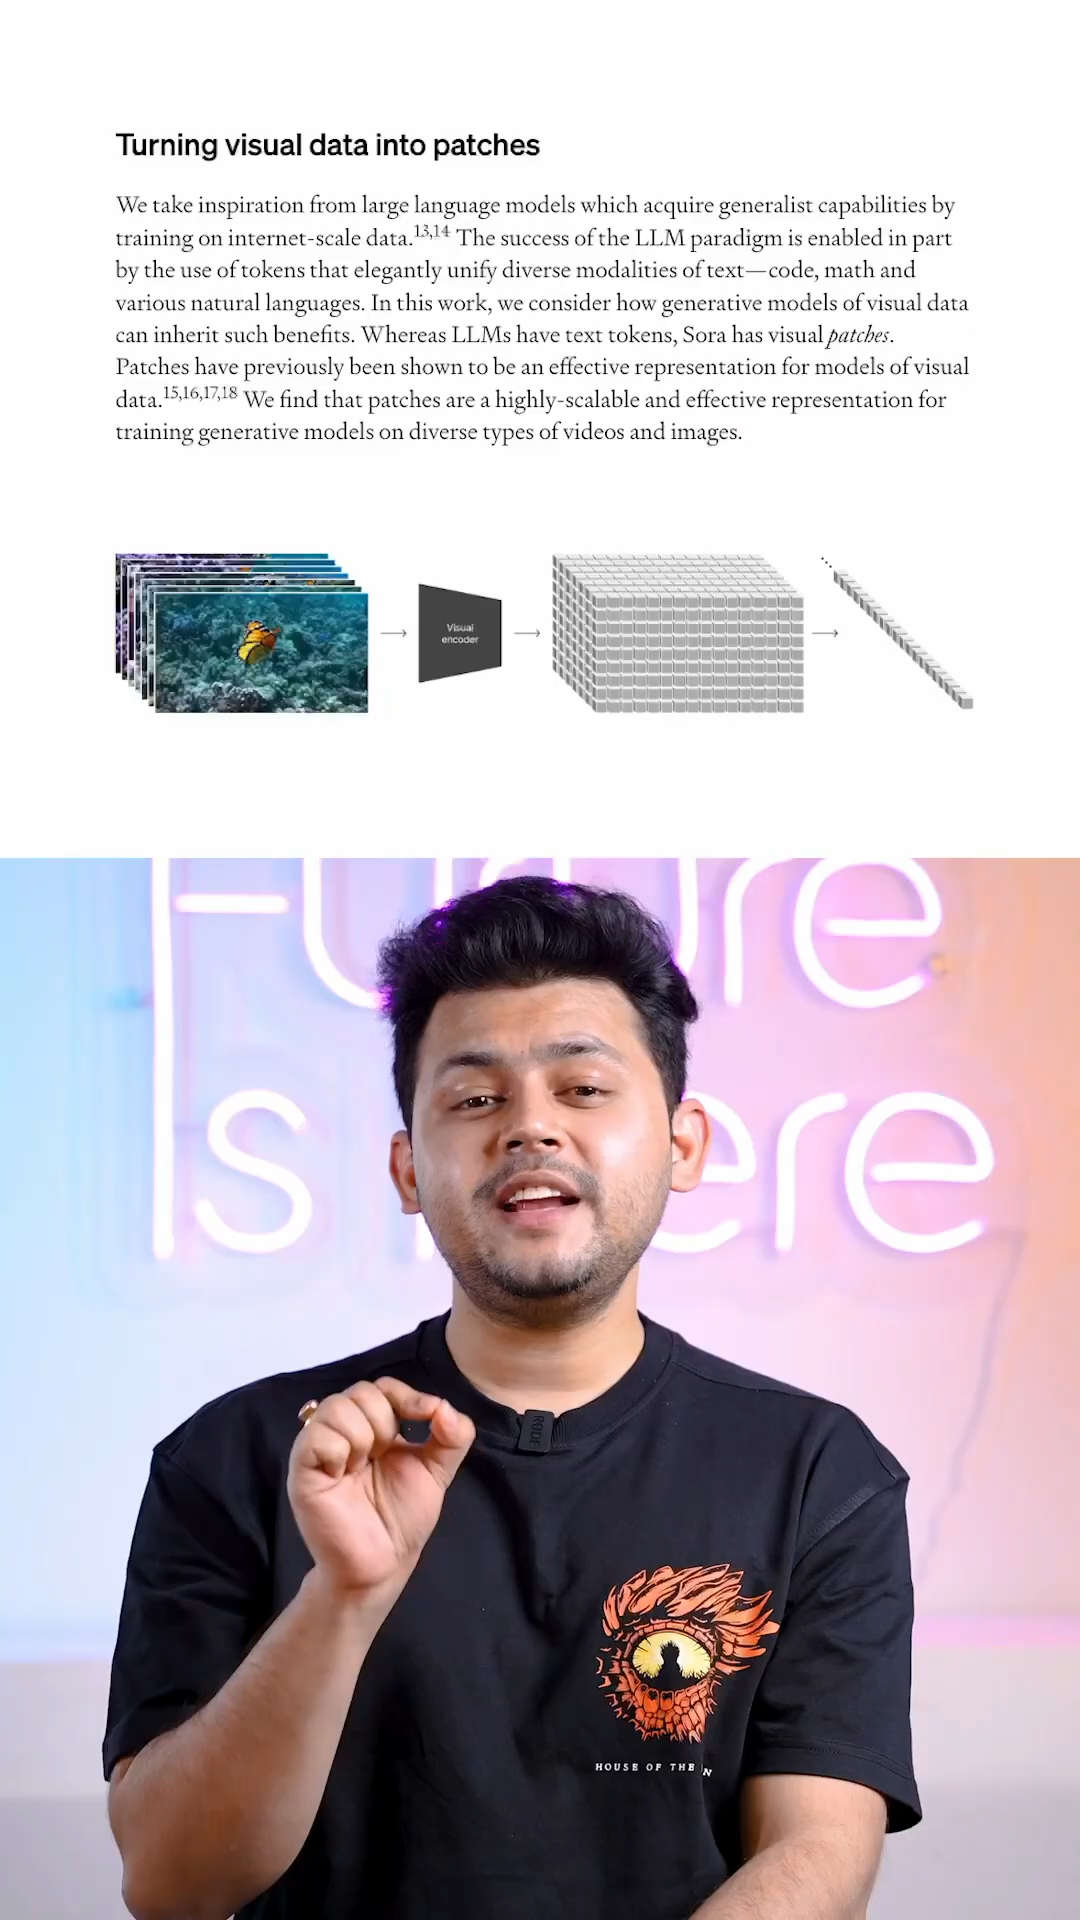 Turning visual data into patches
We take inspiration from large language models which acquire generalist capabilities by
training on internet-scale data.13,14 The success of the LLM paradigm is enabled in part
by the use of tokens that elegantly unify diverse modalities of text—code, math and
various natural languages. In this work, we consider how generative models of visual data
can inherit such benefits. Whereas LLMs have text tokens, Sora has visual patches.
Patches have previously been shown to be an effective representation for models of visual
data.15,16,17,18 We find that patches are a highly-scalable and effective representation for
training generative models on diverse types of videos and images.
Visual
encoder
Future
is Here
RODE
HOUSE OF THE